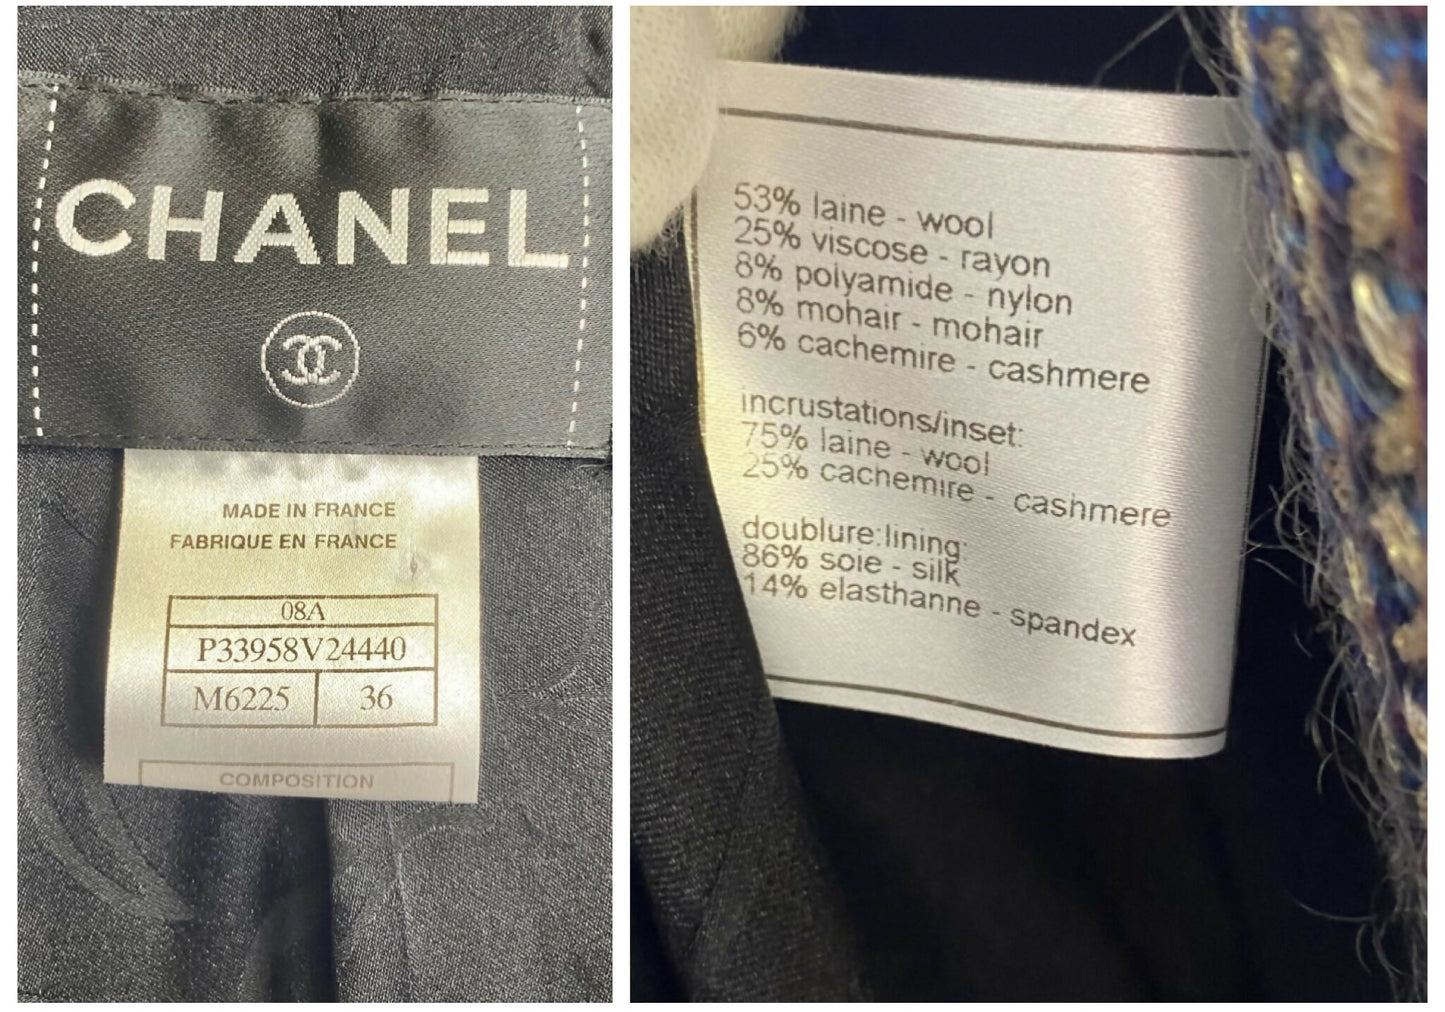 CHANEL
MADE IN FRANCE
FABRIQUE EN FRANCE
08A
P33958V24440
M6225 36
COMPOSITION
53% laine - wool
25% viscose - rayon
8% polyamide - nylon
8% mohair - mohair
6% cachemire - cashmere
incrustations/inset:
75% laine - wool
25% cachemire - cashmere
doublure:lining:
86% soie - silk
14% elasthanne - spandex